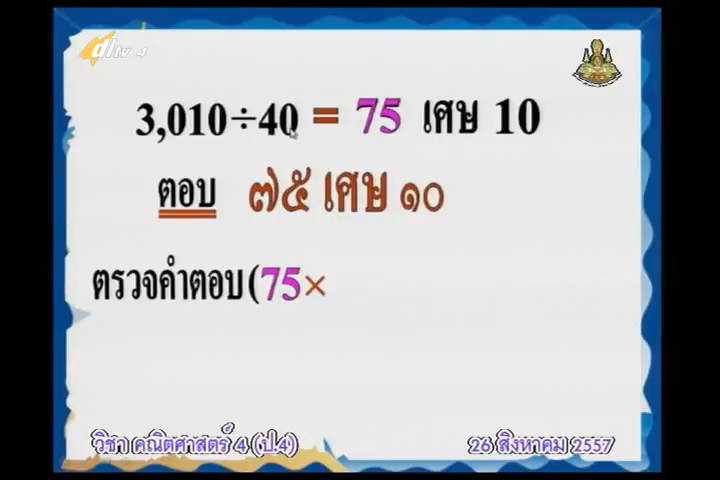 dltv 4
3,010÷40 = 75 เศษ 10
ตอบ ๗๕ เศษ ๑๐
ตรวจคำตอบ(75×
วิชา คณิตศาสตร์ 4 (ป.4) 26 สิงหาคม 2557